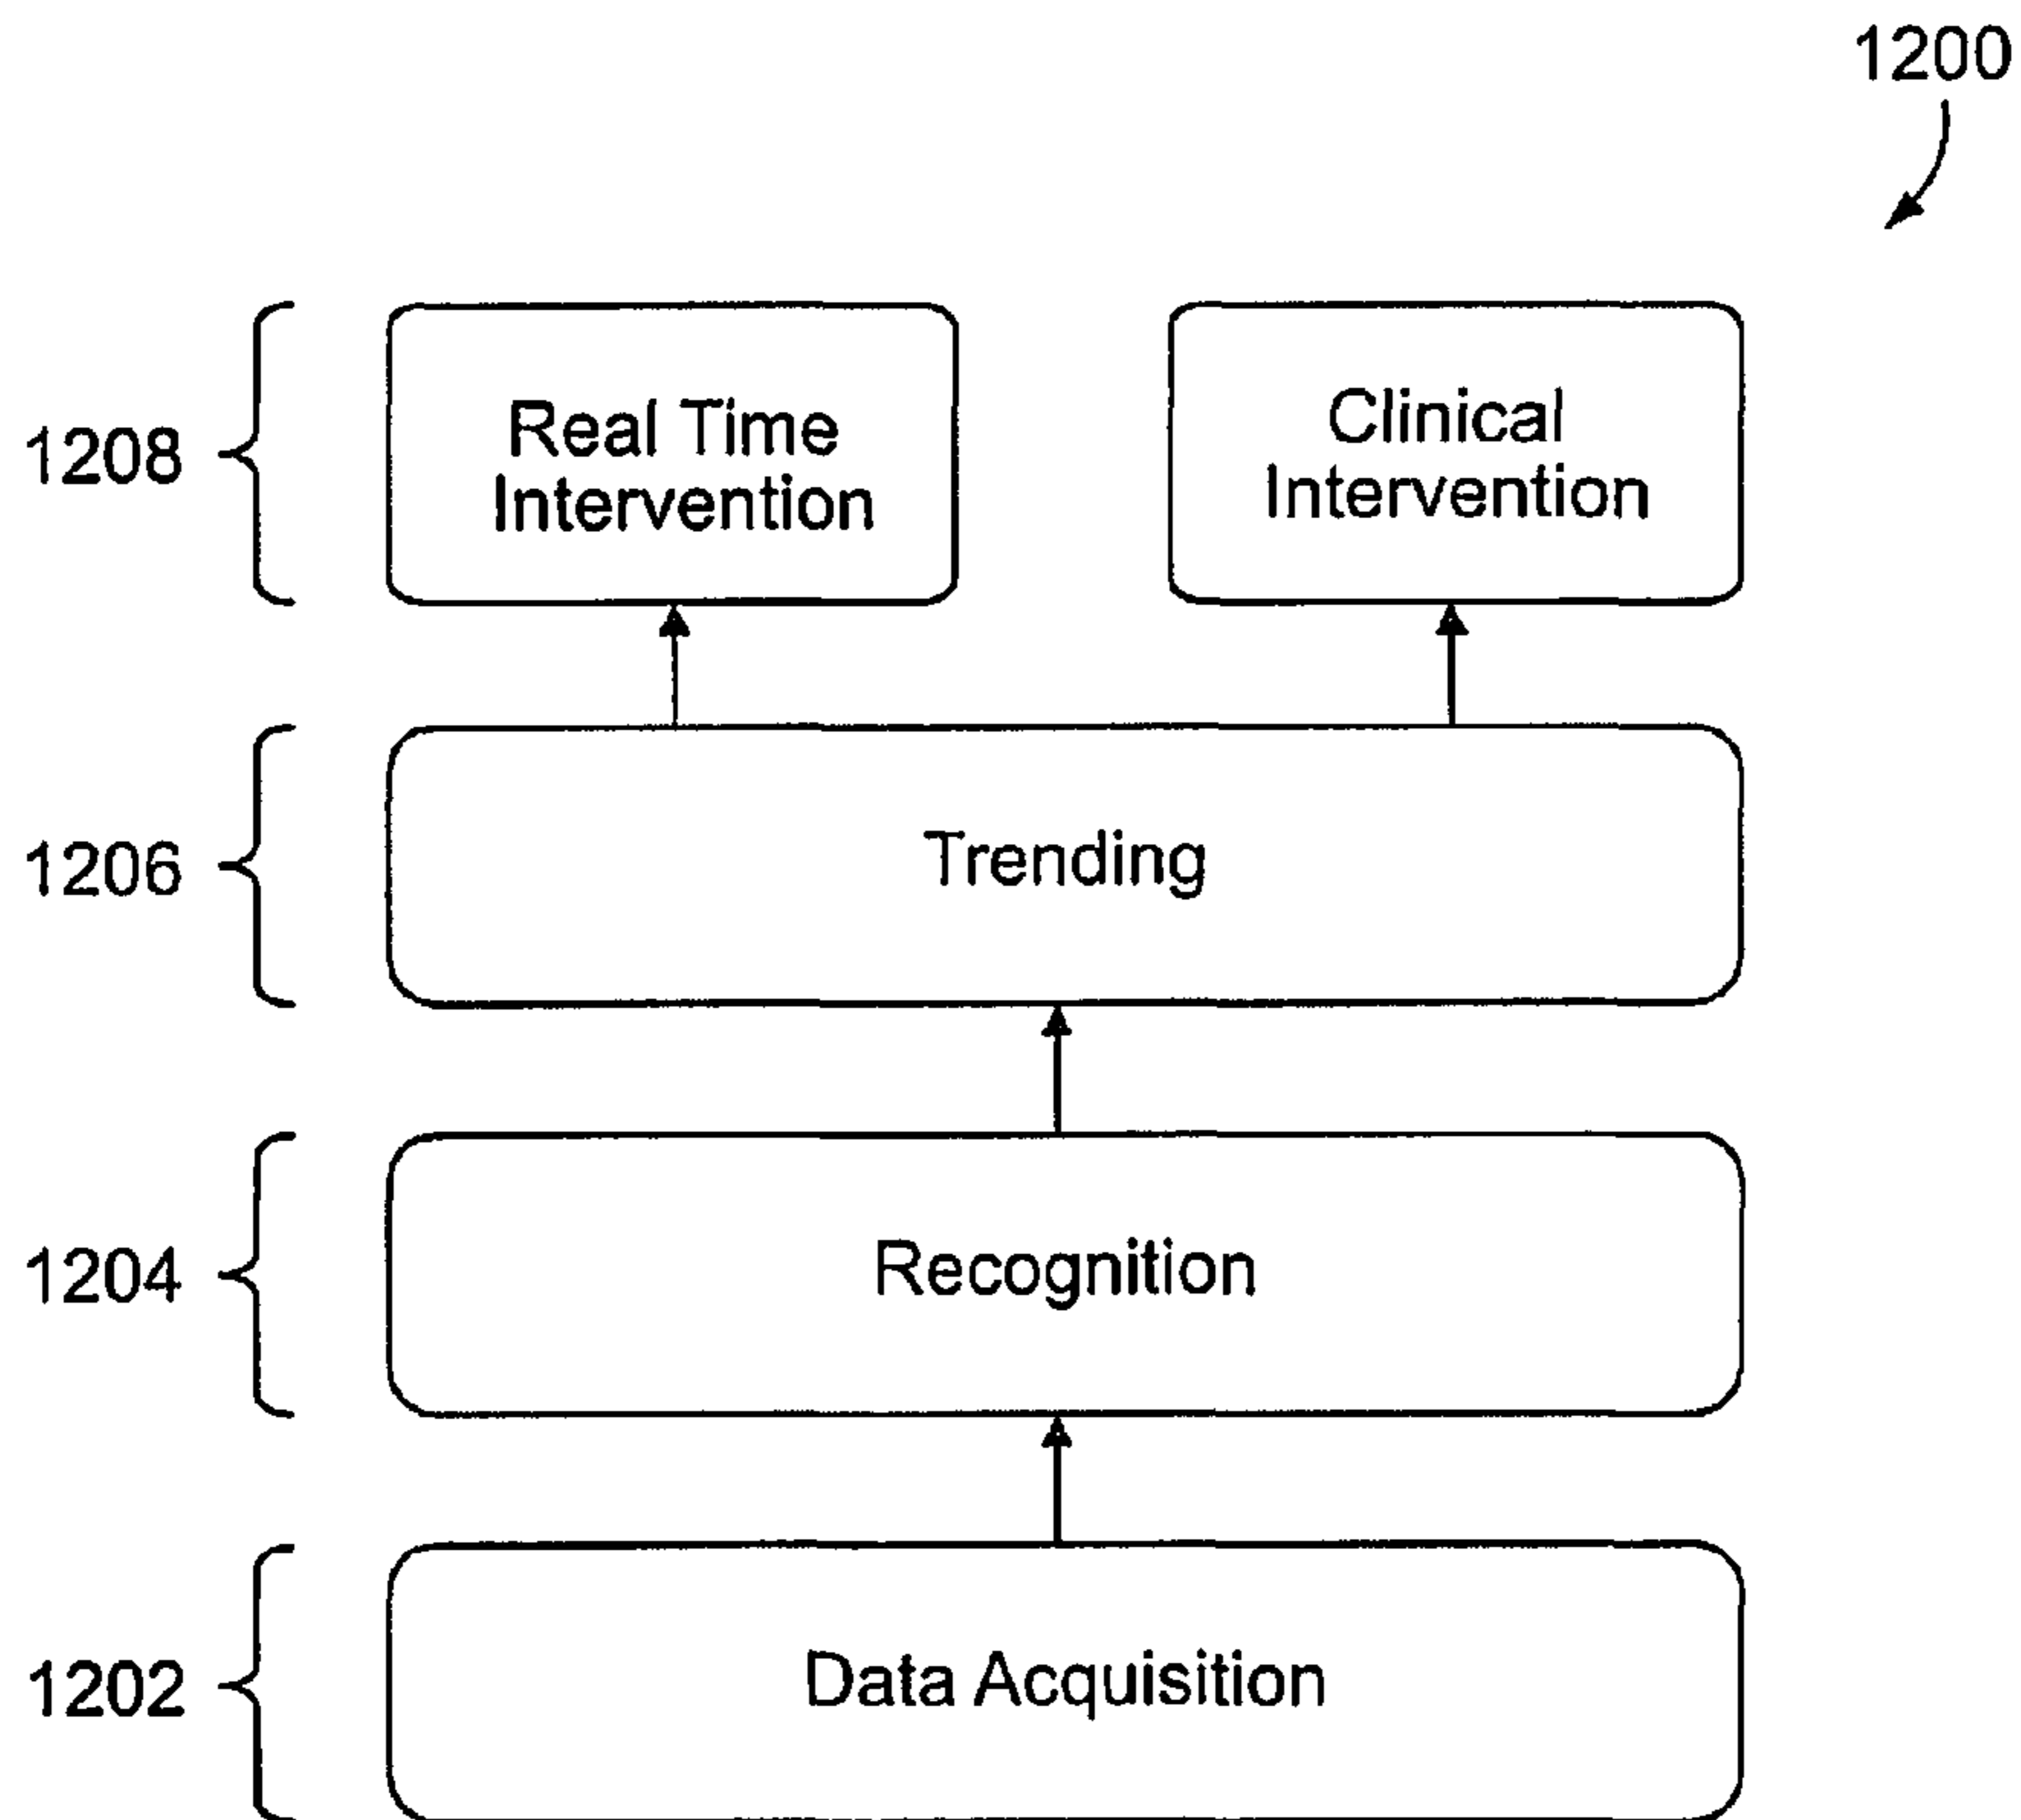 1200
1208
Real Time
Intervention
Clinical
Intervention
1206
Trending
1204
Recognition
1202
Data Acquisition